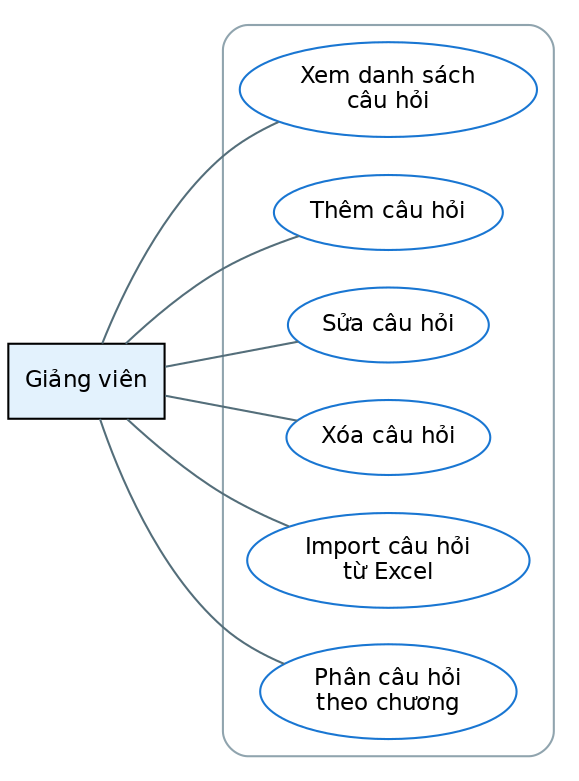 Xem danh sách
câu hỏi
Thêm câu hỏi
Sửa câu hỏi
Giảng viên
Xóa câu hỏi
Import câu hỏi
từ Excel
Phân câu hỏi
theo chương